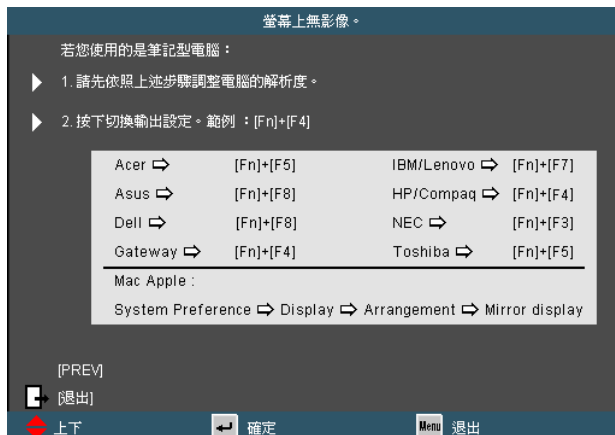 螢幕上無影像。
若您使用的是筆記型電腦：
1. 請先依照上述步驟調整電腦的解析度。
2. 按下切換輸出設定。範例：[Fn]+[F4]
Acer ⇨ [Fn]+[F5] IBM/Lenovo ⇨ [Fn]+[F7]
Asus ⇨ [Fn]+[F8] HP/Compaq ⇨ [Fn]+[F4]
Dell ⇨ [Fn]+[F8] NEC ⇨ [Fn]+[F3]
Gateway ⇨ [Fn]+[F4] Toshiba ⇨ [Fn]+[F5]
Mac Apple :
System Preference ⇨ Display ⇨ Arrangement ⇨ Mirror display
[PREV]
[退出]
上下 確定 Menu 退出